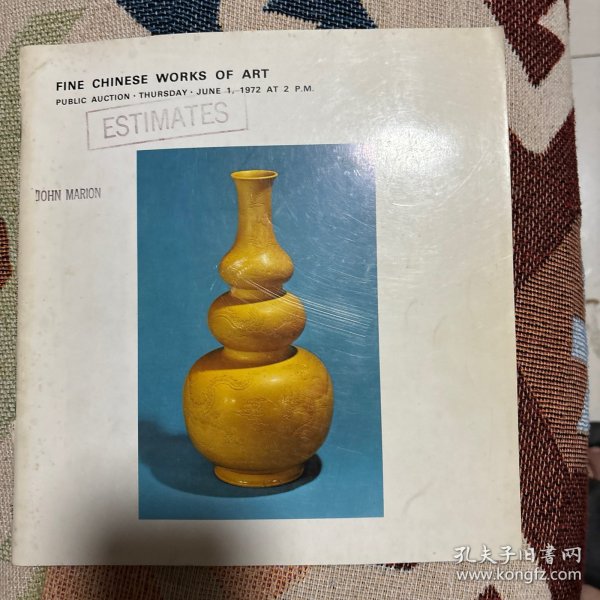 FINE CHINESE WORKS OF ART
PUBLIC AUCTION · THURSDAY · JUNE 1, 1972 AT 2 P.M.
ESTIMATES
JOHN MARION
孔夫子旧書网
www.kongfz.com